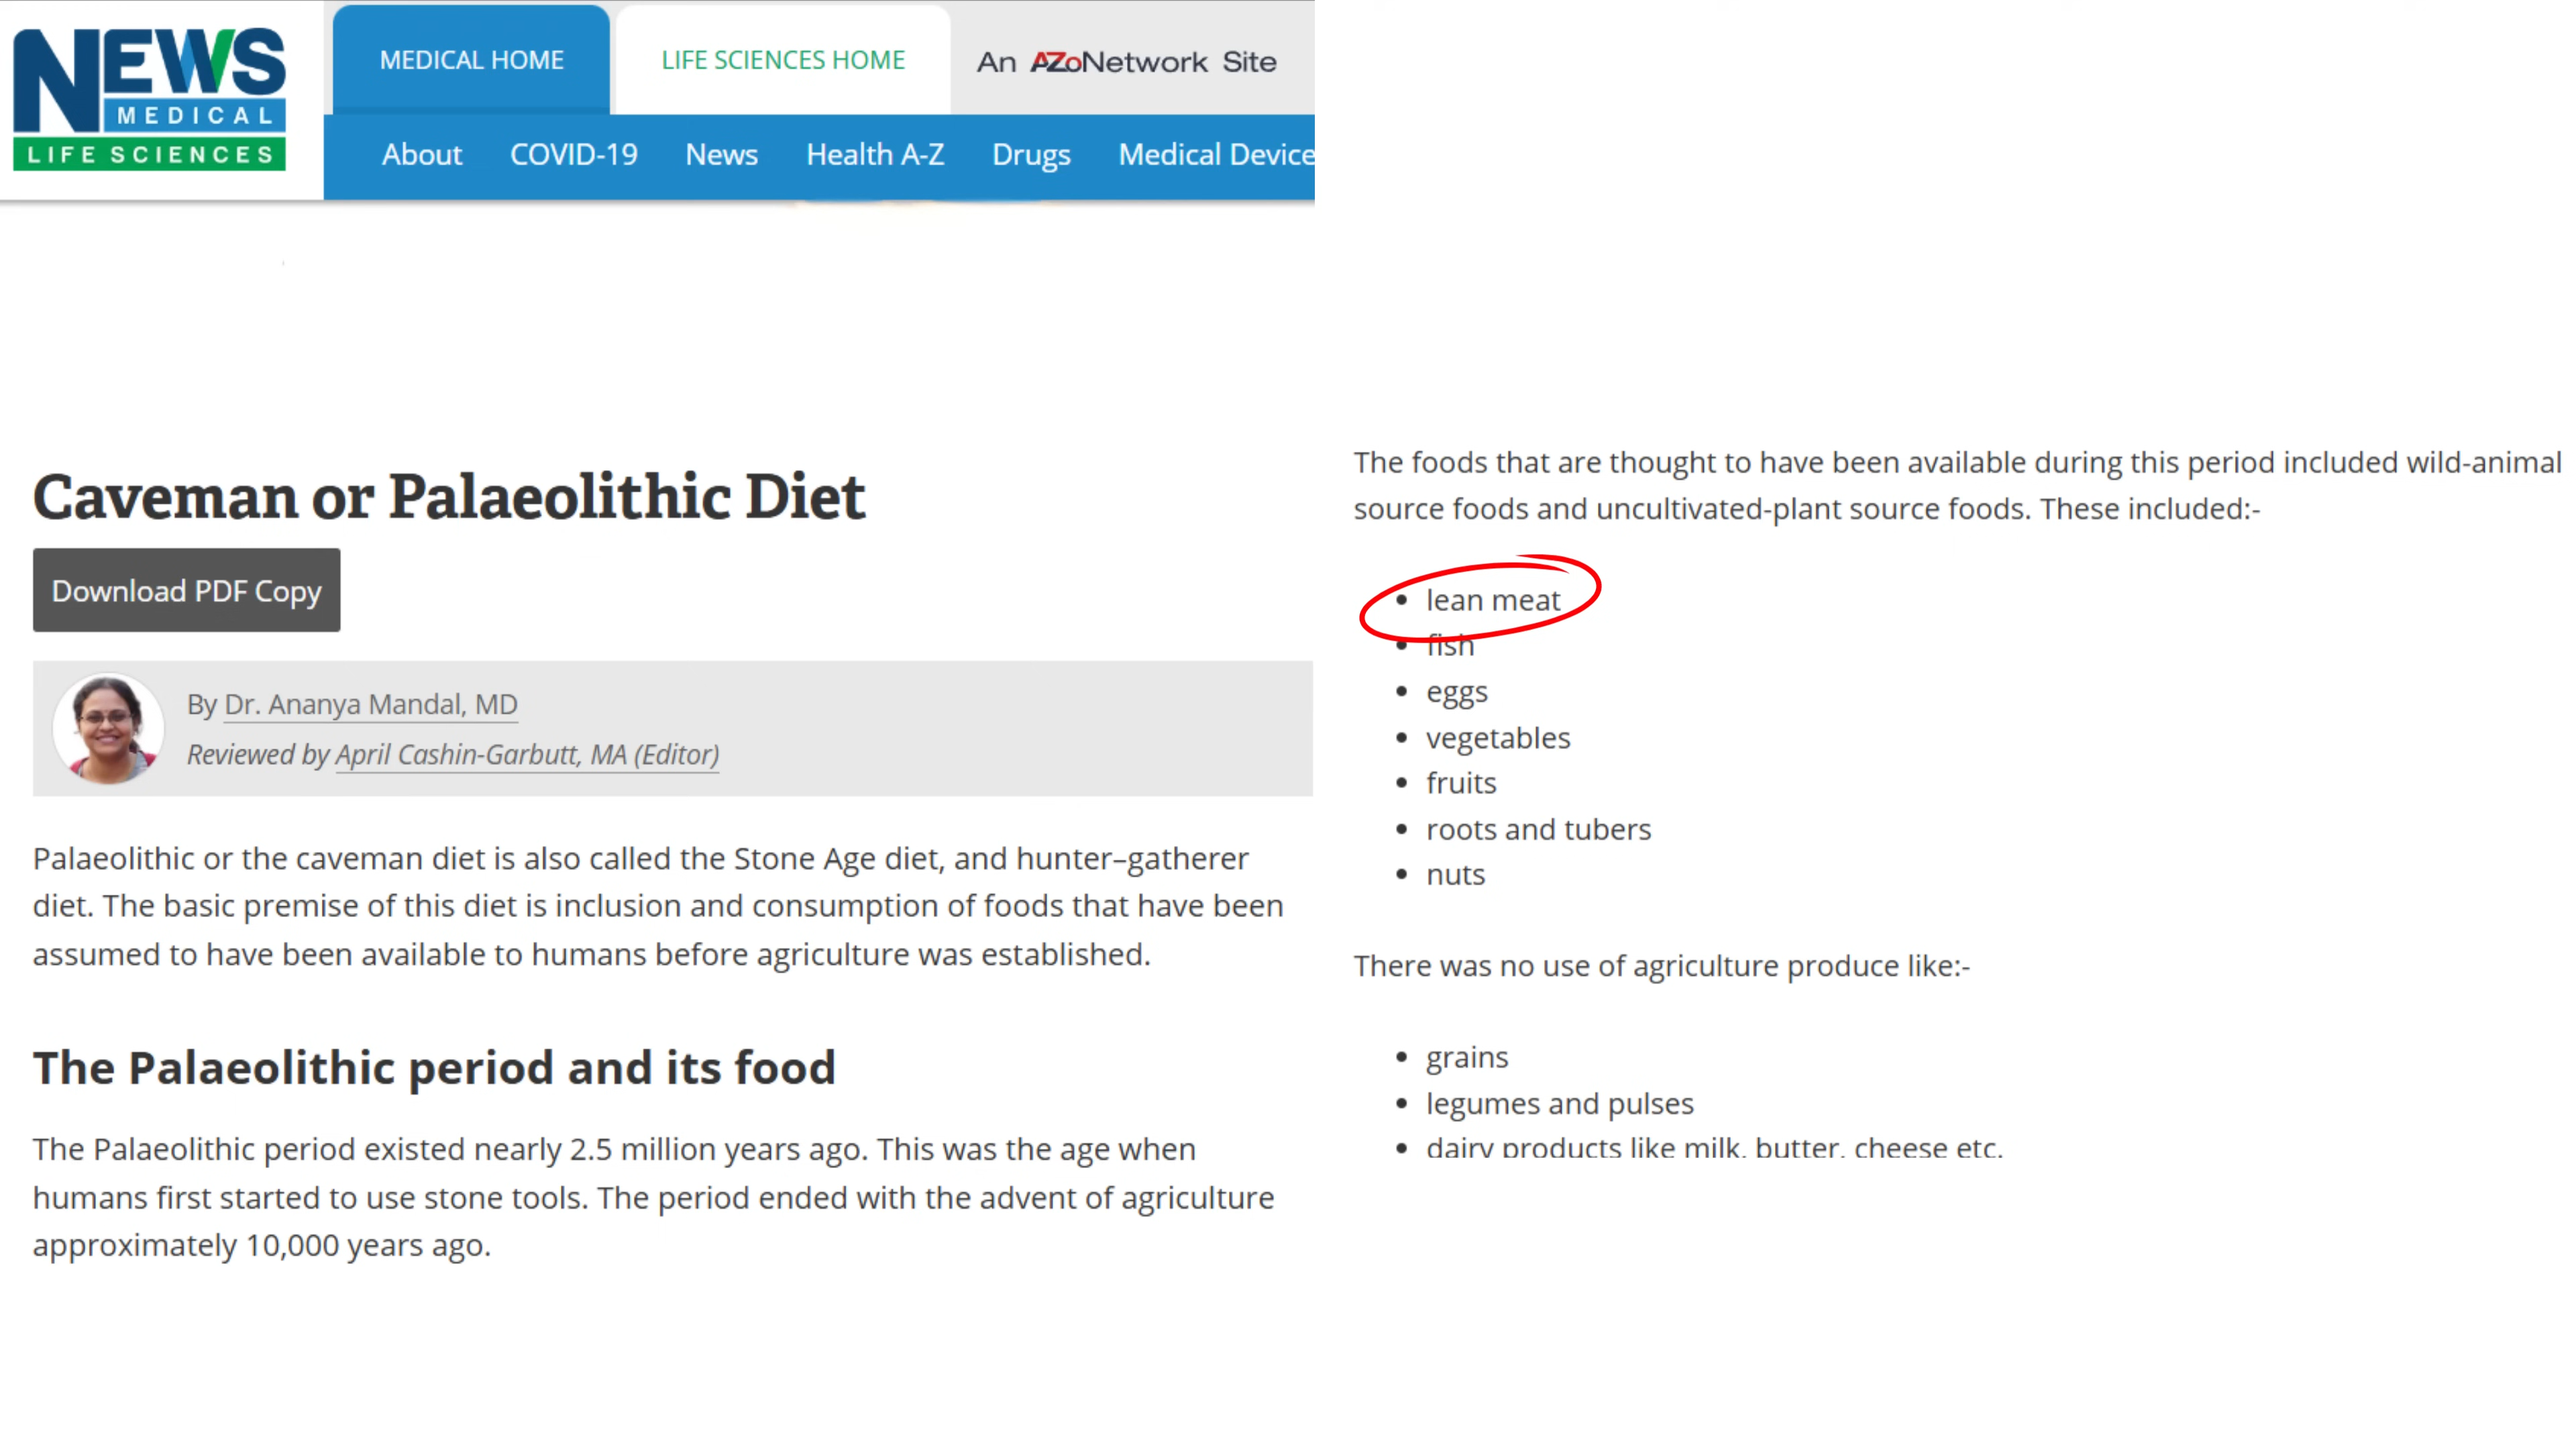 NEWS
MEDICAL
LIFE SCIENCES
MEDICAL HOME
LIFE SCIENCES HOME
An AZoNetwork Site
About COVID-19 News Health A-Z Drugs Medical Device
Caveman or Palaeolithic Diet
Download PDF Copy
By Dr. Ananya Mandal, MD
Reviewed by April Cashin-Garbutt, MA (Editor)
Palaeolithic or the caveman diet is also called the Stone Age diet, and hunter–gatherer
diet. The basic premise of this diet is inclusion and consumption of foods that have been
assumed to have been available to humans before agriculture was established.
The Palaeolithic period and its food
The Palaeolithic period existed nearly 2.5 million years ago. This was the age when
humans first started to use stone tools. The period ended with the advent of agriculture
approximately 10,000 years ago.
The foods that are thought to have been available during this period included wild-animal
source foods and uncultivated-plant source foods. These included:-
• lean meat
• fish
• eggs
• vegetables
• fruits
• roots and tubers
• nuts
There was no use of agriculture produce like:-
• grains
• legumes and pulses
• dairy products like milk, butter, cheese etc.